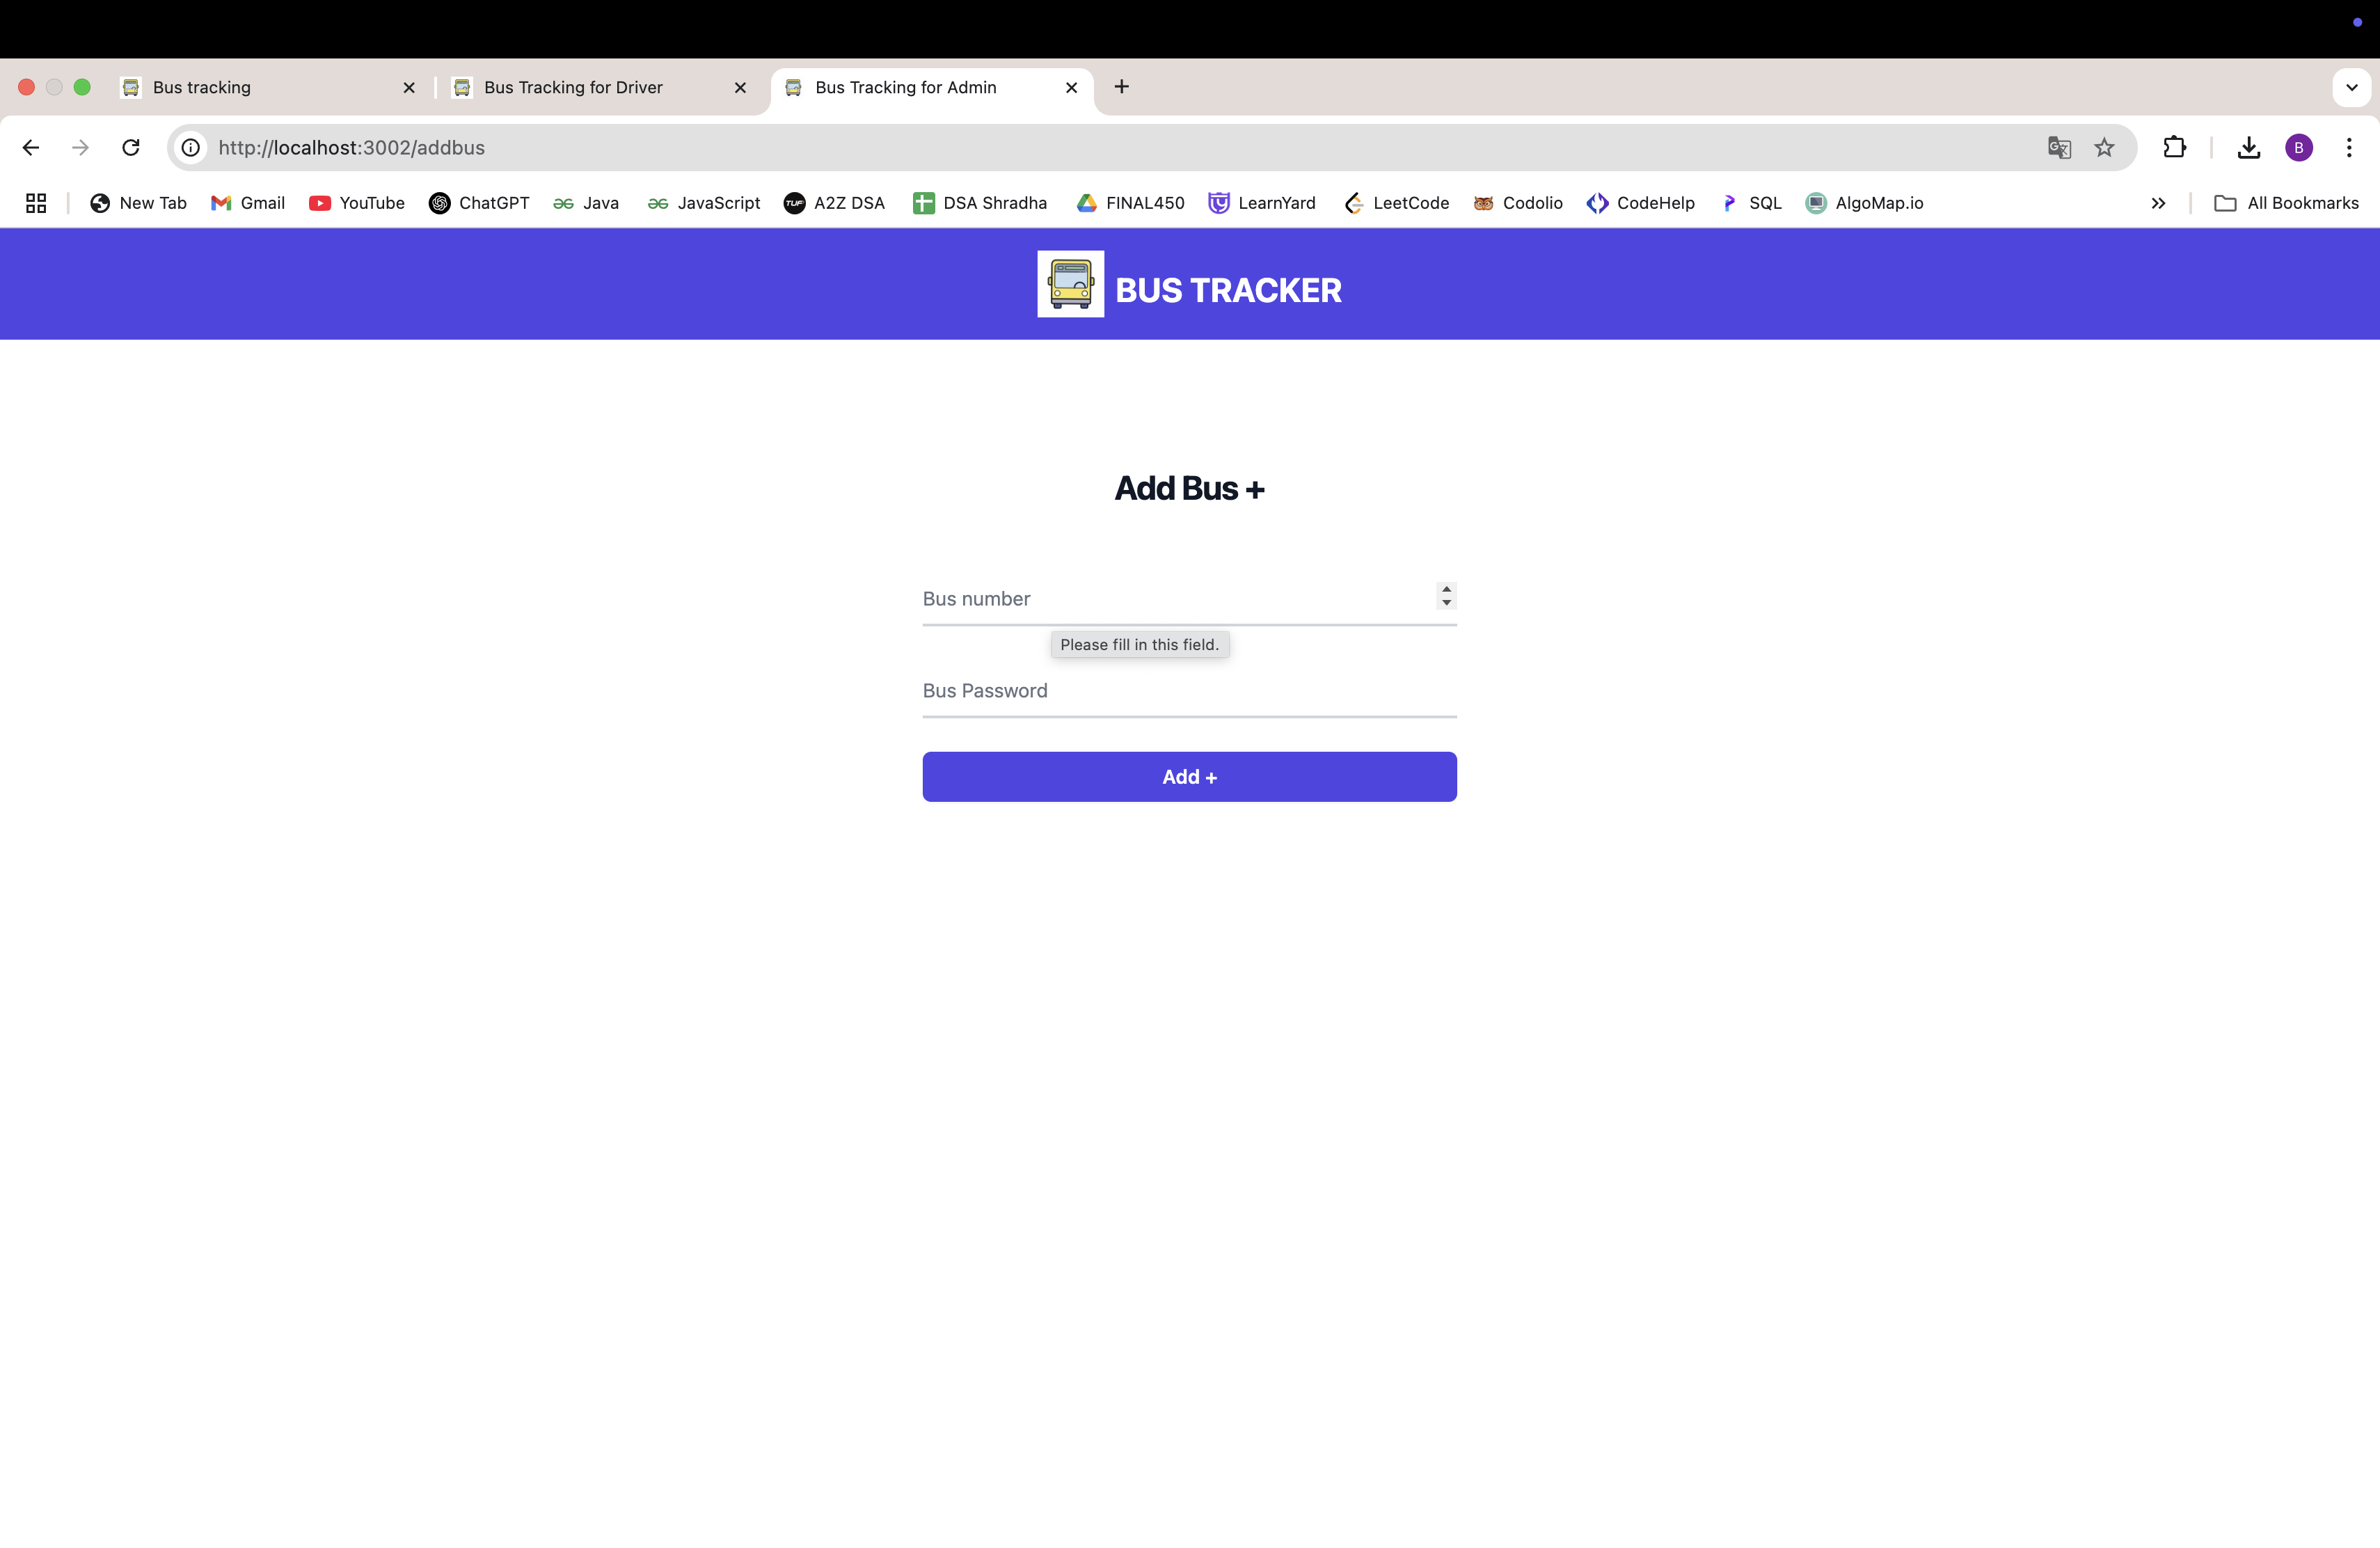 Bus tracking
Bus Tracking for Driver
Bus Tracking for Admin
http://localhost:3002/addbus
B
New Tab
Gmail
YouTube
ChatGPT
Java
JavaScript
TUF A2Z DSA
DSA Shradha
FINAL450
LearnYard
LeetCode
Codolio
CodeHelp
SQL
AlgoMap.io
All Bookmarks
BUS TRACKER
Add Bus +
Bus number
Please fill in this field.
Bus Password
Add +